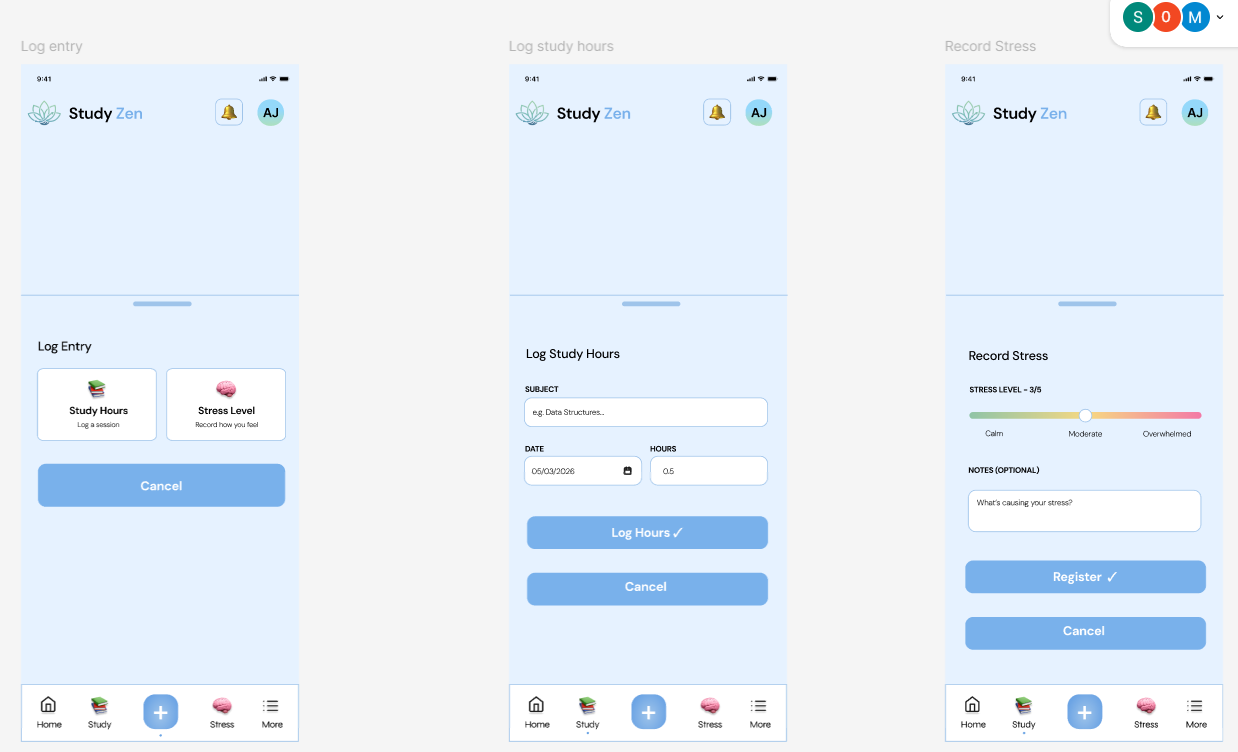 S O M
Log entry
Log study hours
Record Stress
9:41
Study Zen
AJ
Log Entry
Study Hours
Log a session
Stress Level
Record how you feel
Cancel
Home
Study
+
Stress
More
9:41
Study Zen
AJ
Log Study Hours
SUBJECT
e.g. Data Structures...
DATE
HOURS
05/03/2026
0.5
Log Hours ✓
Cancel
Home
Study
+
Stress
More
9:41
Study Zen
AJ
Record Stress
STRESS LEVEL - 3/5
Calm
Moderate
Overwhelmed
NOTES (OPTIONAL)
What's causing your stress?
Register ✓
Cancel
Home
Study
+
Stress
More